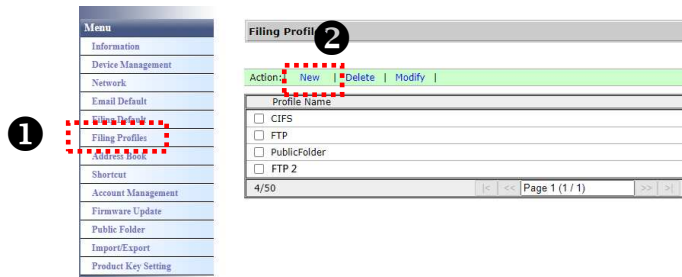 Menu
Information
Device Management
Network
Email Default
Filing Default
Filing Profiles
Address Book
Shortcut
Account Management
Firmware Update
Public Folder
Import/Export
Product Key Setting
1
2
Filing Profil
Action: | New | Delete | Modify |
Profile Name
CIFS
FTP
PublicFolder
FTP 2
4/50 |< << Page 1 (1 / 1) >> >|